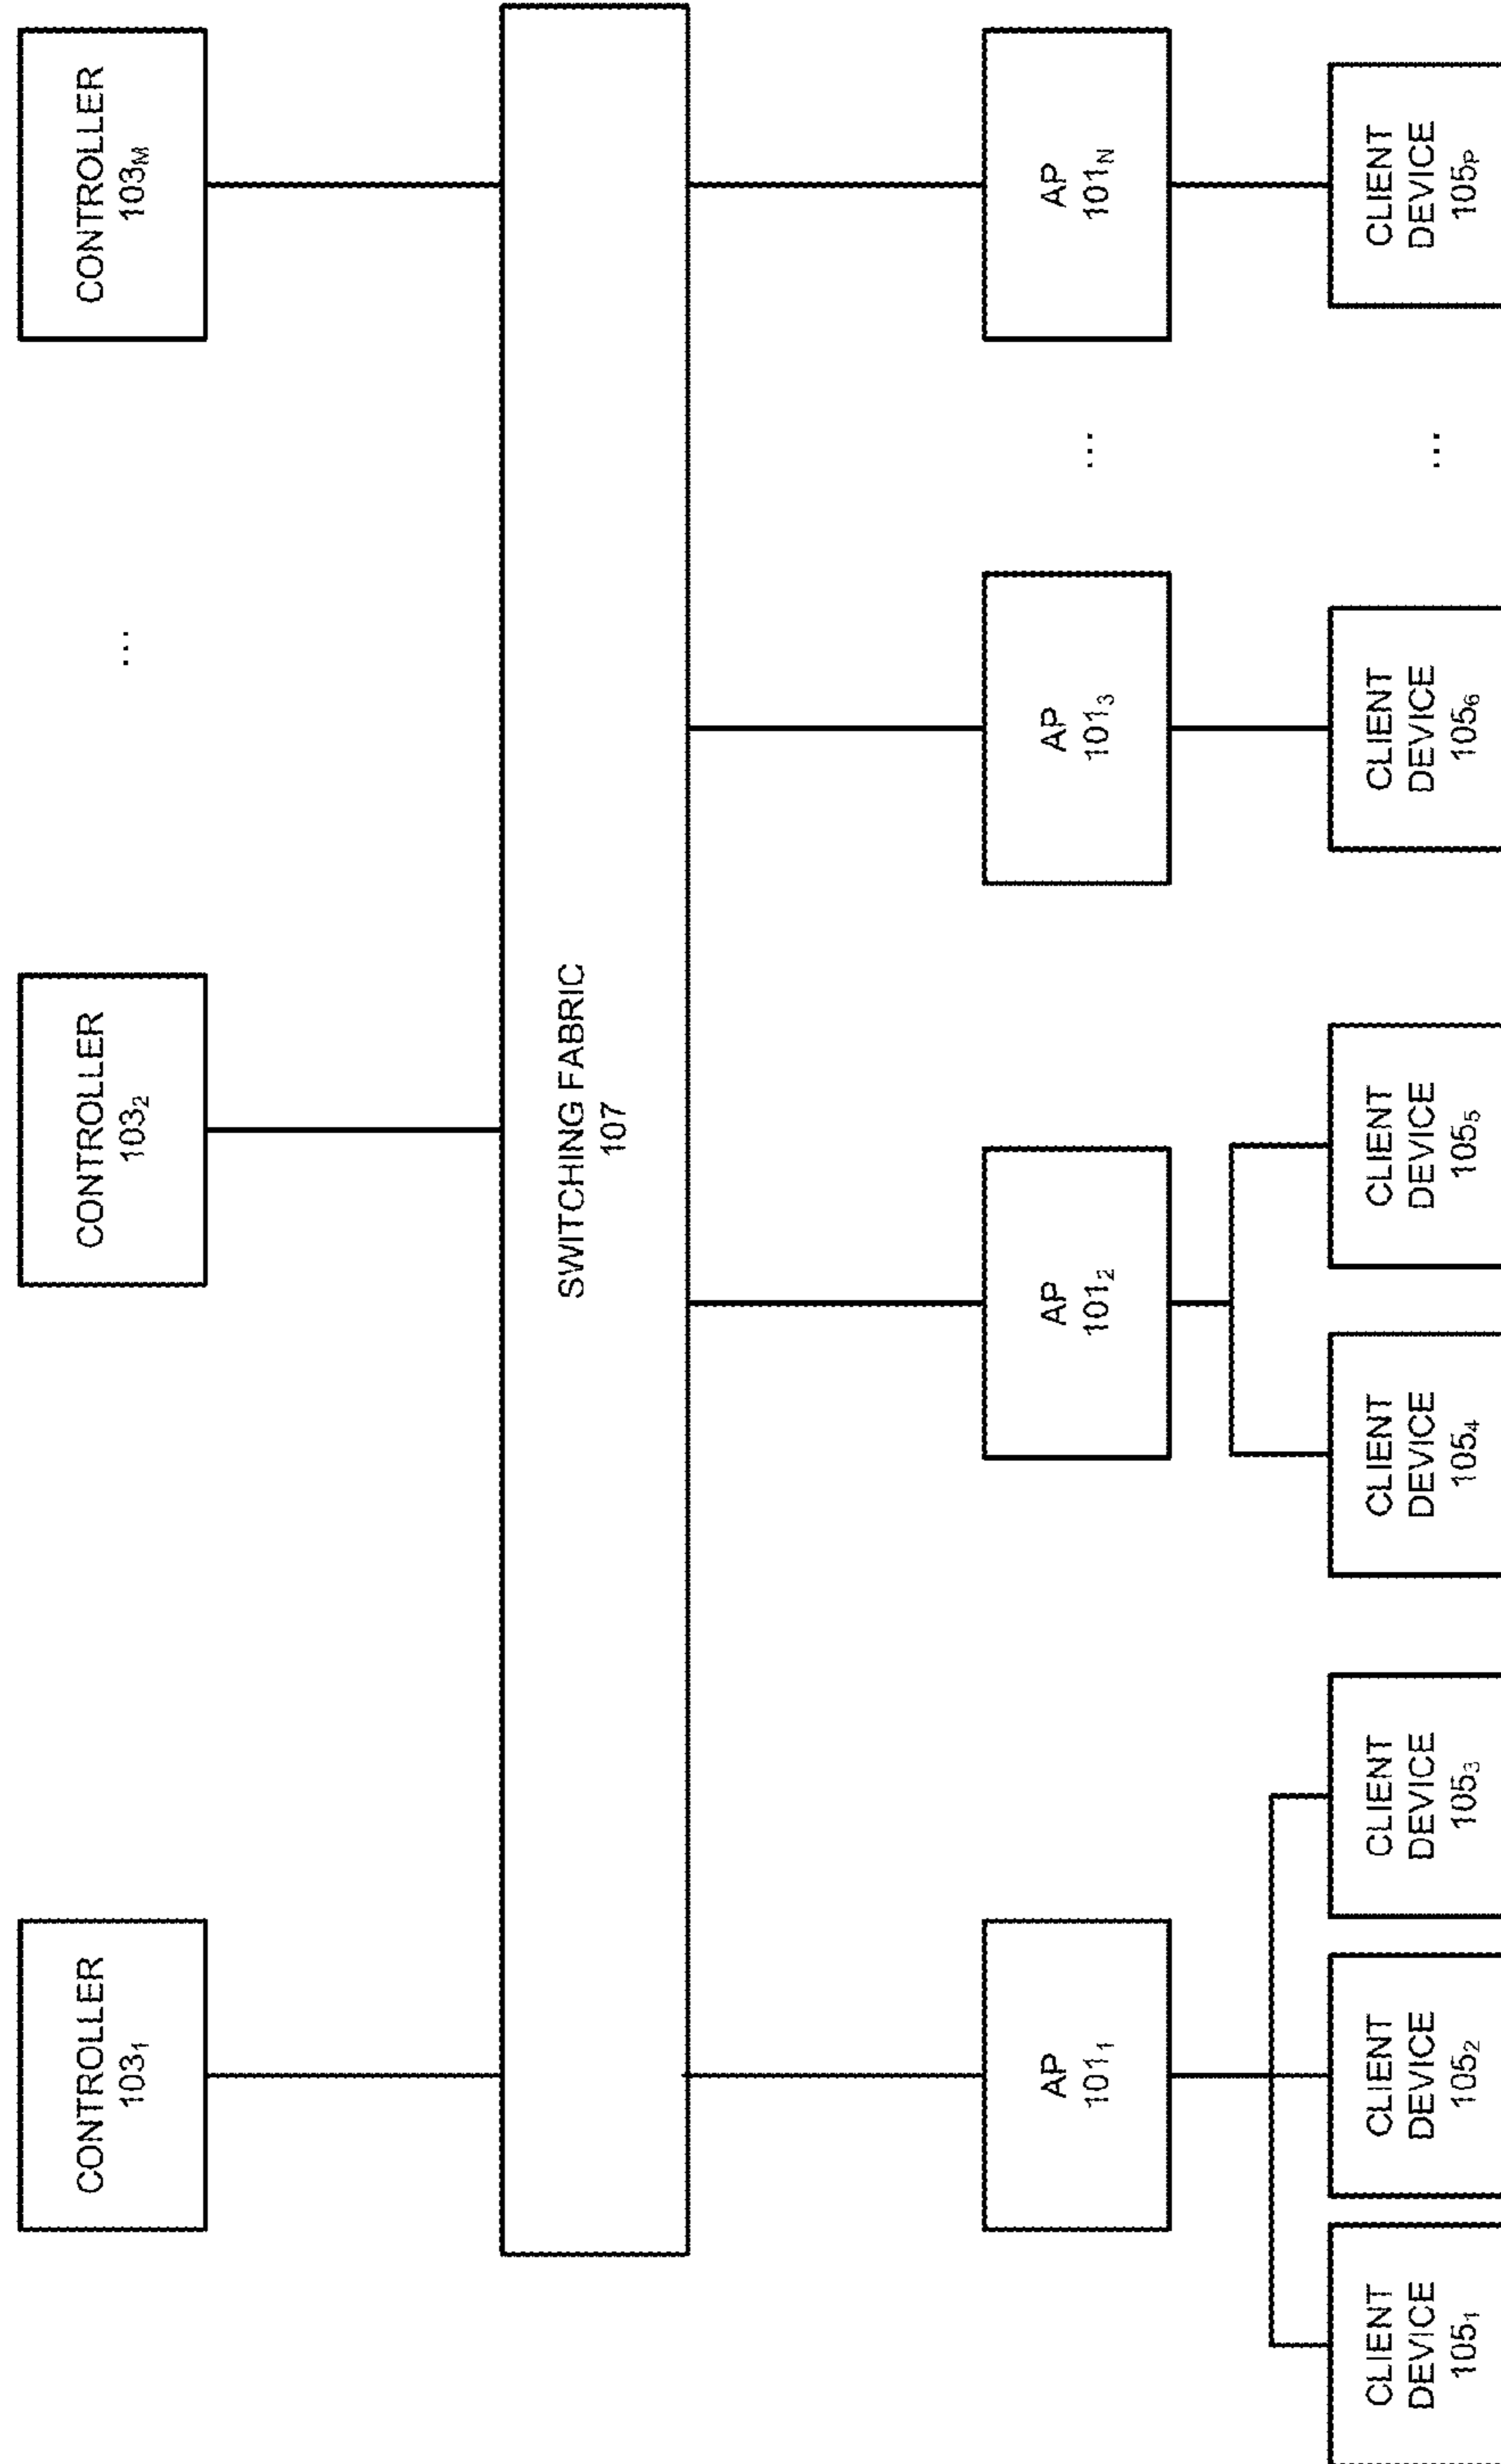 CONTROLLER
103₁
CONTROLLER
103₂
...
CONTROLLER
103M
SWITCHING FABRIC
107
AP
101₁
AP
101₂
AP
101₃
...
AP
101N
CLIENT
DEVICE
105₁
CLIENT
DEVICE
105₂
CLIENT
DEVICE
105₃
CLIENT
DEVICE
105₄
CLIENT
DEVICE
105₅
CLIENT
DEVICE
105₆
...
CLIENT
DEVICE
105P